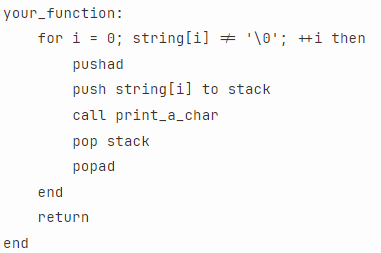 your_function:
    for i = 0; string[i] ≠ '\0'; ++i then
        pushad
        push string[i] to stack
        call print_a_char
        pop stack
        popad
    end
    return
end